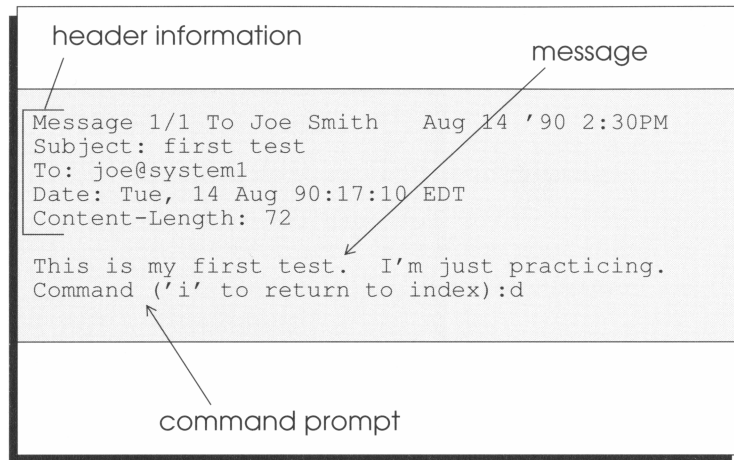 header information
message
Message 1/1 To Joe Smith   Aug 14 '90 2:30PM
Subject: first test
To: joe@system1
Date: Tue, 14 Aug 90:17:10 EDT
Content-Length: 72
This is my first test.  I'm just practicing.
Command ('i' to return to index):d
command prompt